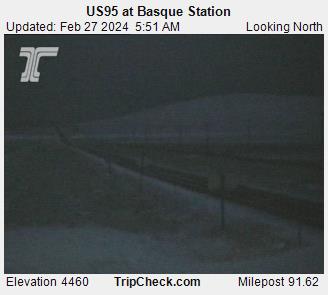 US95 at Basque Station
Updated: Feb 27 2024 5:51 AM Looking North
Elevation 4460 TripCheck.com Milepost 91.62